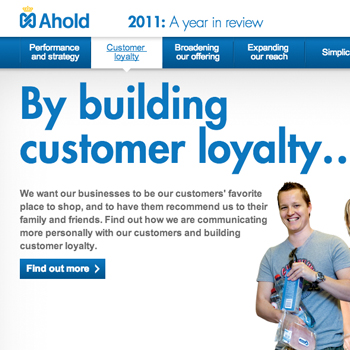 Ahold
2011: A year in review
Performance and strategy
Customer loyalty
Broadening our offering
Expanding our reach
Simplic
By building
customer loyalty...
We want our businesses to be our customers' favorite
place to shop, and to have them recommend us to their
family and friends. Find out how we are communicating
more personally with our customers and building
customer loyalty.
Find out more